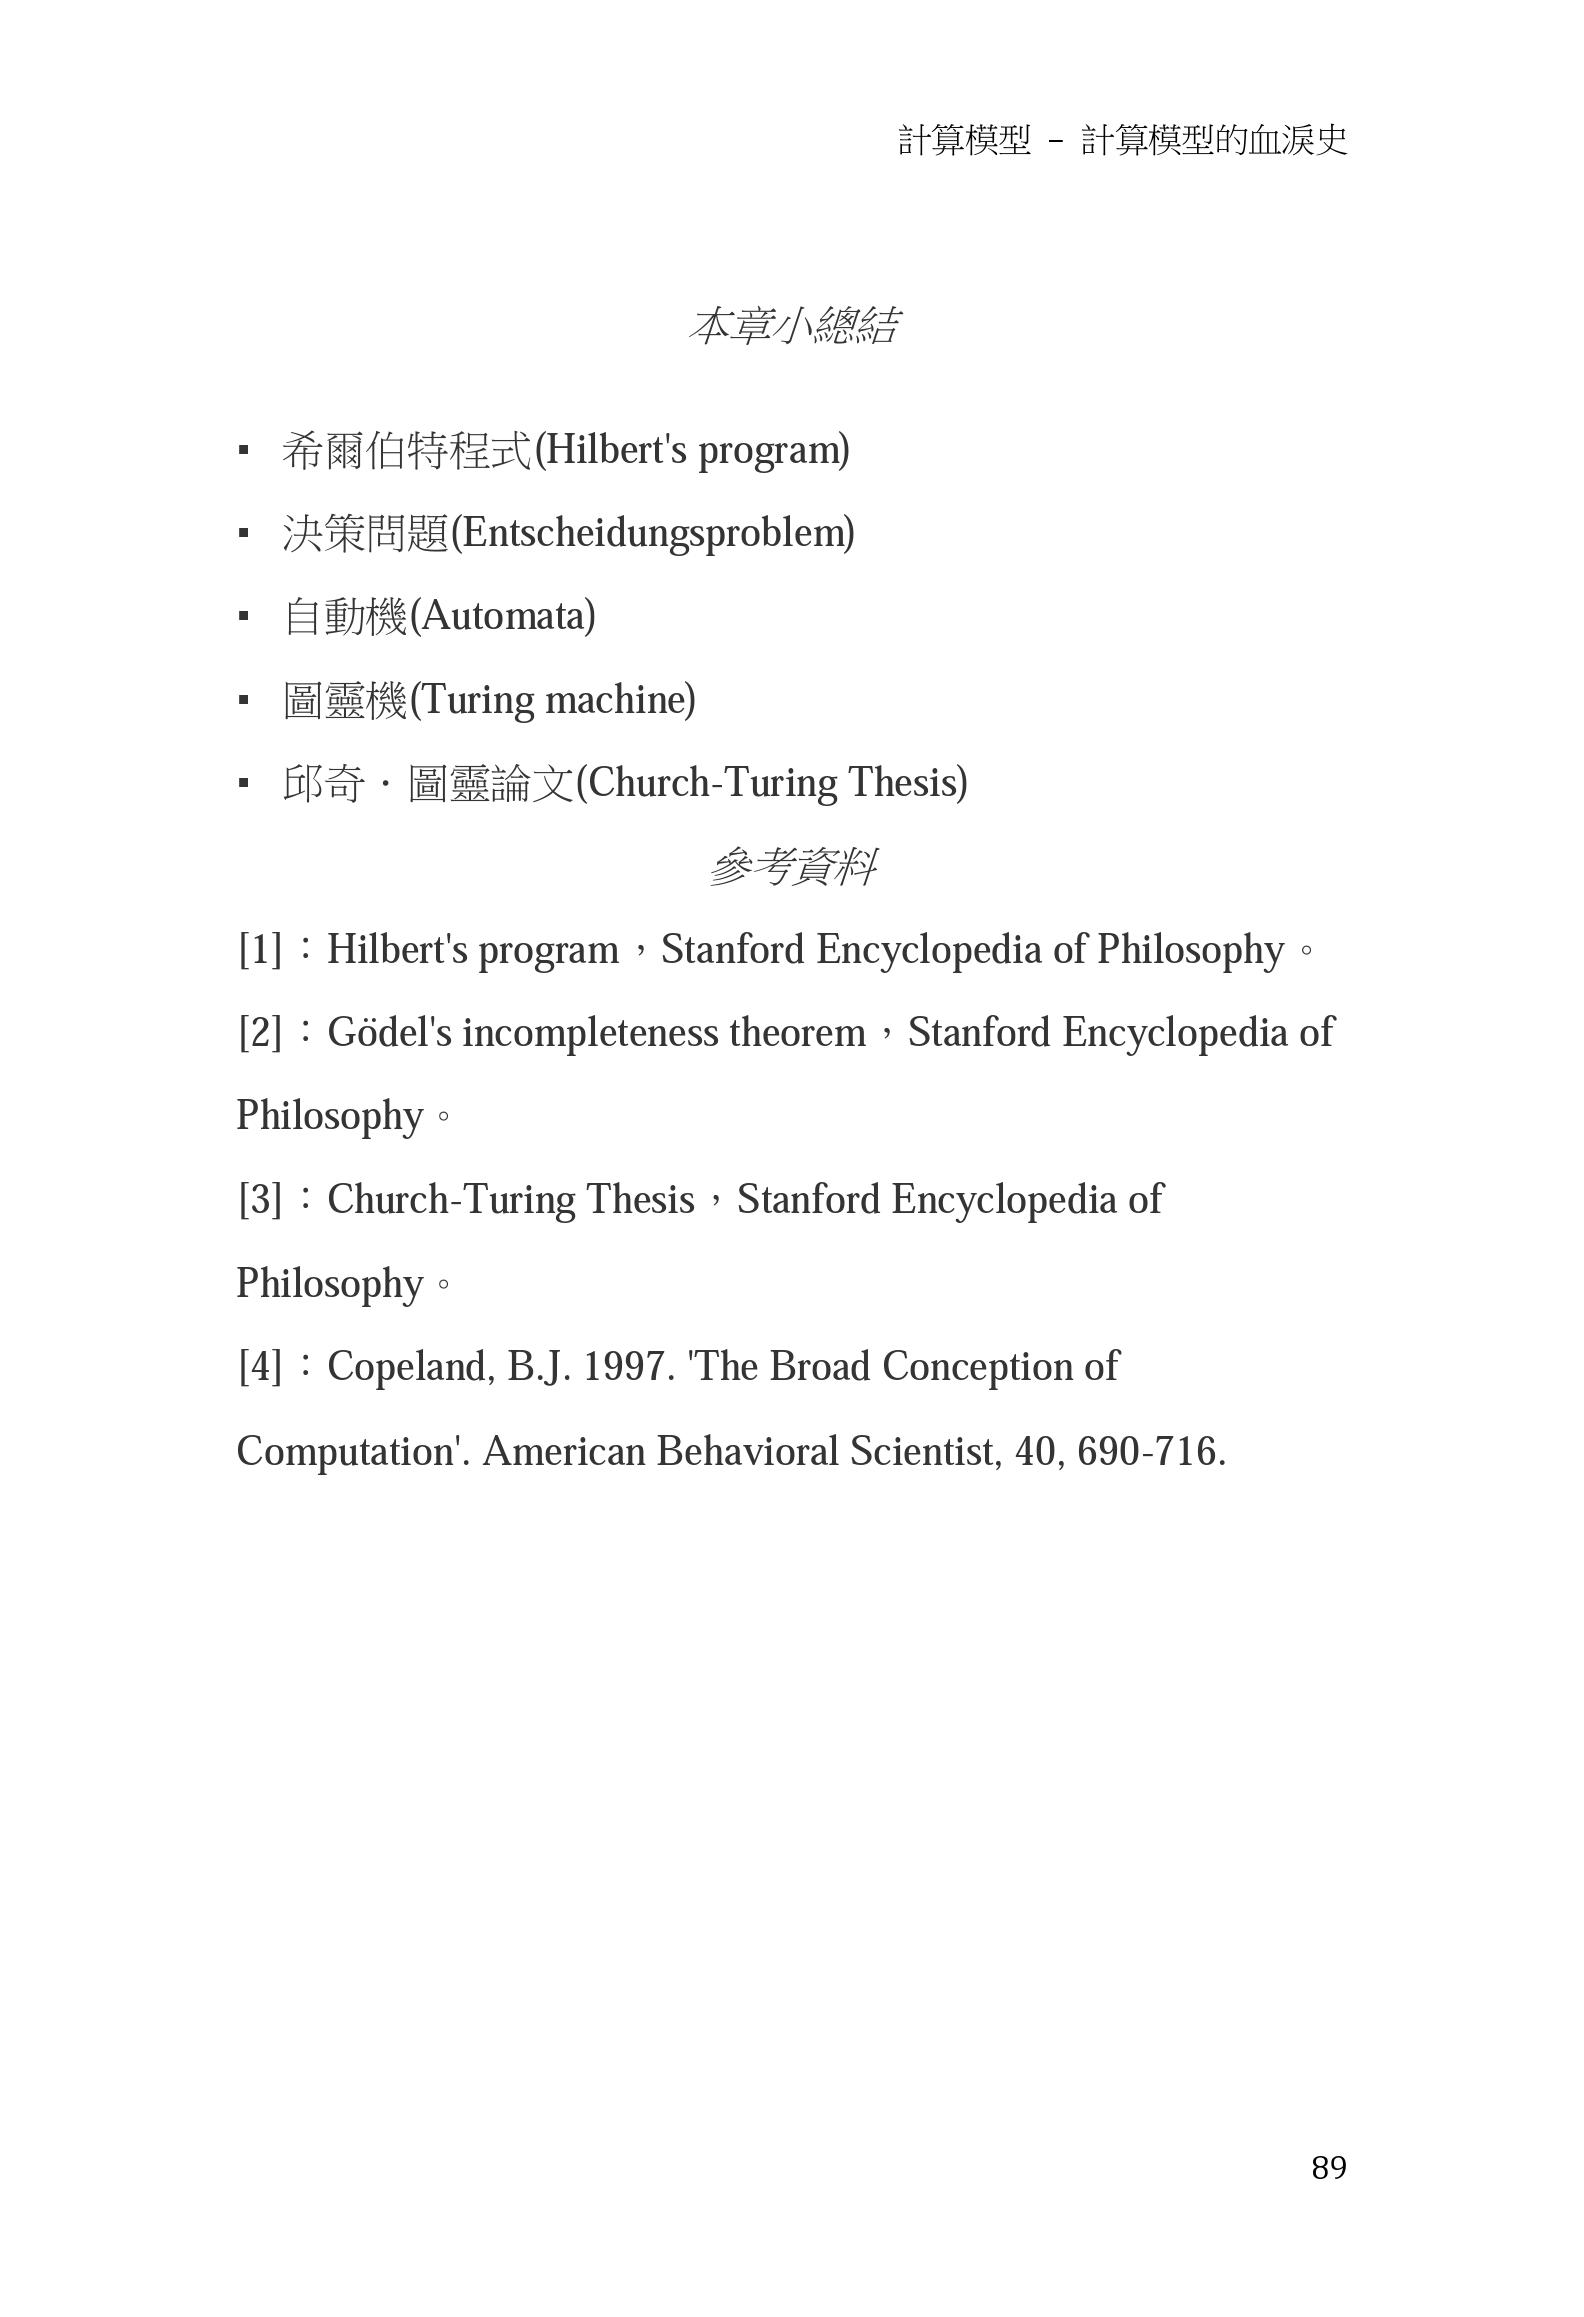 計算模型 – 計算模型的血淚史
本章小總結
▪ 希爾伯特程式(Hilbert's program)
▪ 決策問題(Entscheidungsproblem)
▪ 自動機(Automata)
▪ 圖靈機(Turing machine)
▪ 邱奇．圖靈論文(Church-Turing Thesis)
參考資料
[1]：Hilbert's program，Stanford Encyclopedia of Philosophy。
[2]：Gödel's incompleteness theorem，Stanford Encyclopedia of
Philosophy。
[3]：Church-Turing Thesis，Stanford Encyclopedia of
Philosophy。
[4]：Copeland, B.J. 1997. 'The Broad Conception of
Computation'. American Behavioral Scientist, 40, 690-716.
89